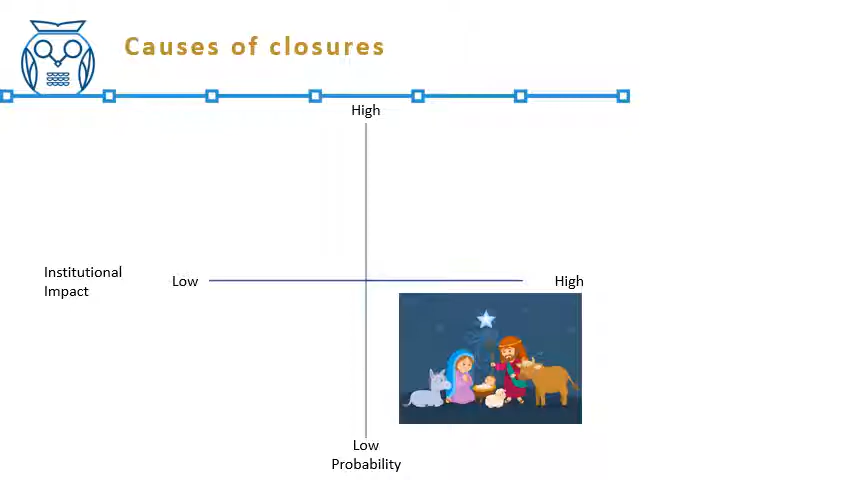 Causes of closures
High
Institutional
Impact
Low
High
Low
Probability